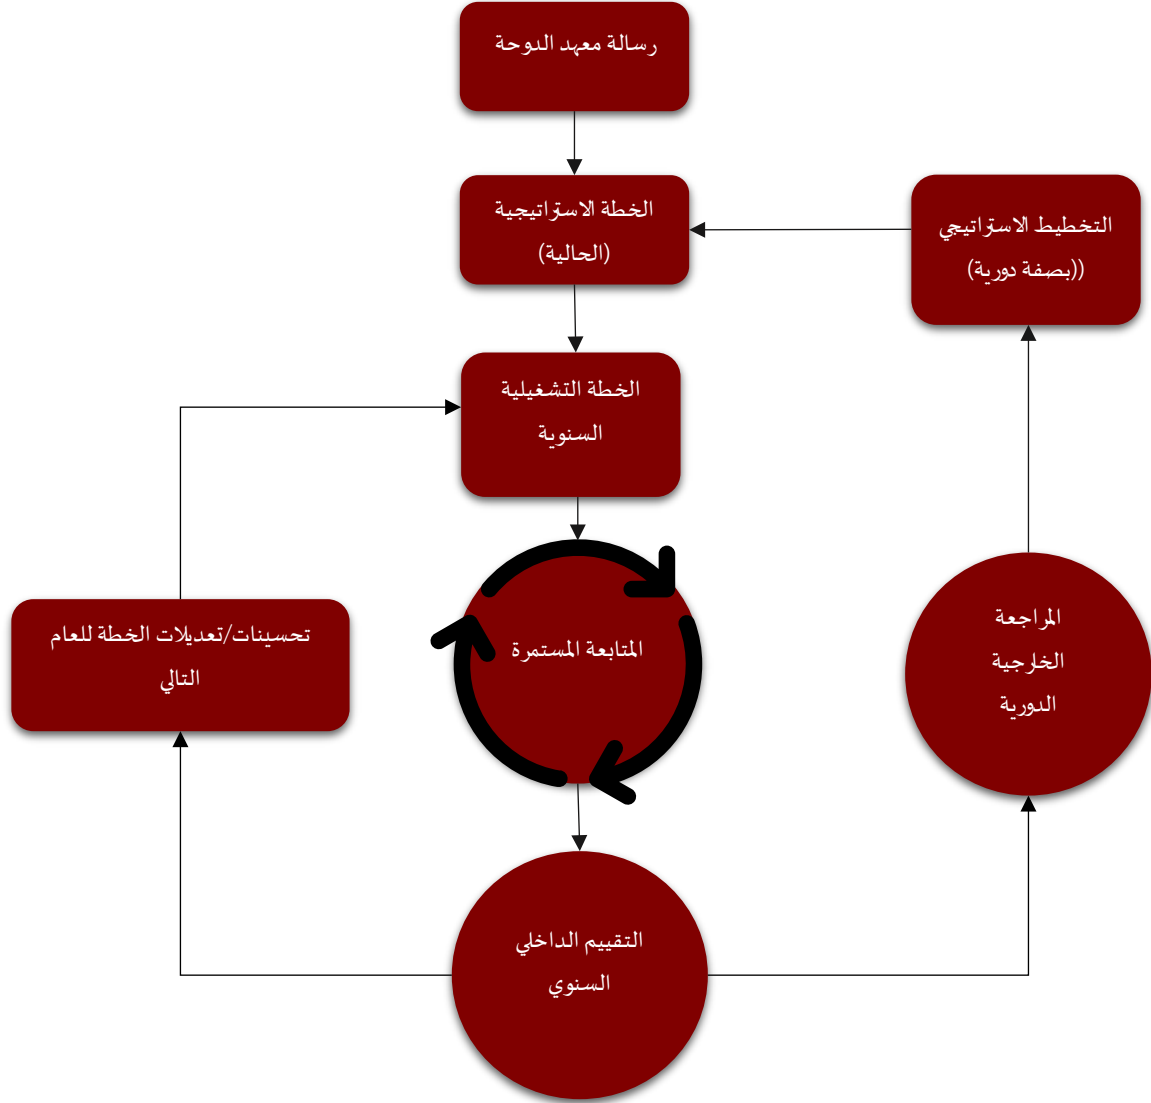 رسالة معهد الدوحة
الخطة الاستراتيجية
(الحالية)
التخطيط الاستراتيجي
((بصفة دورية)
الخطة التشغيلية
السنوية
تحسينات/تعديلات الخطة للعام
التالي
المتابعة المستمرة
المراجعة
الخارجية
الدورية
التقييم الداخلي
السنوي